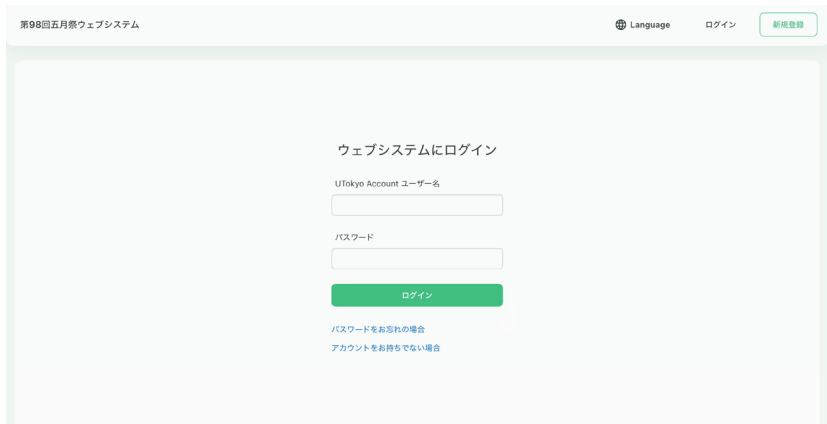 第98回五月祭ウェブシステム
Language
ログイン
新規登録
ウェブシステムにログイン
UTokyo Account ユーザー名
パスワード
ログイン
パスワードをお忘れの場合
アカウントをお持ちでない場合